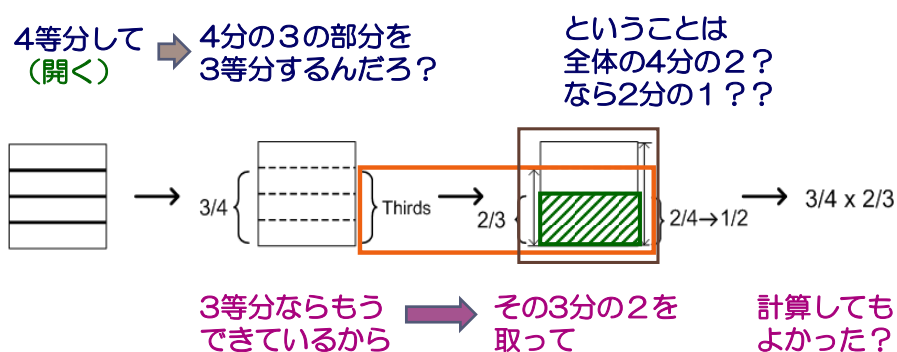 4等分して
（開く）
4分の３の部分を
３等分するんだろ？
ということは
全体の4分の２？
なら2分の１？？
3/4
Thirds
2/3
2/4→1/2
3/4 x 2/3
３等分ならもう
できているから
その3分の２を
取って
計算しても
よかった？